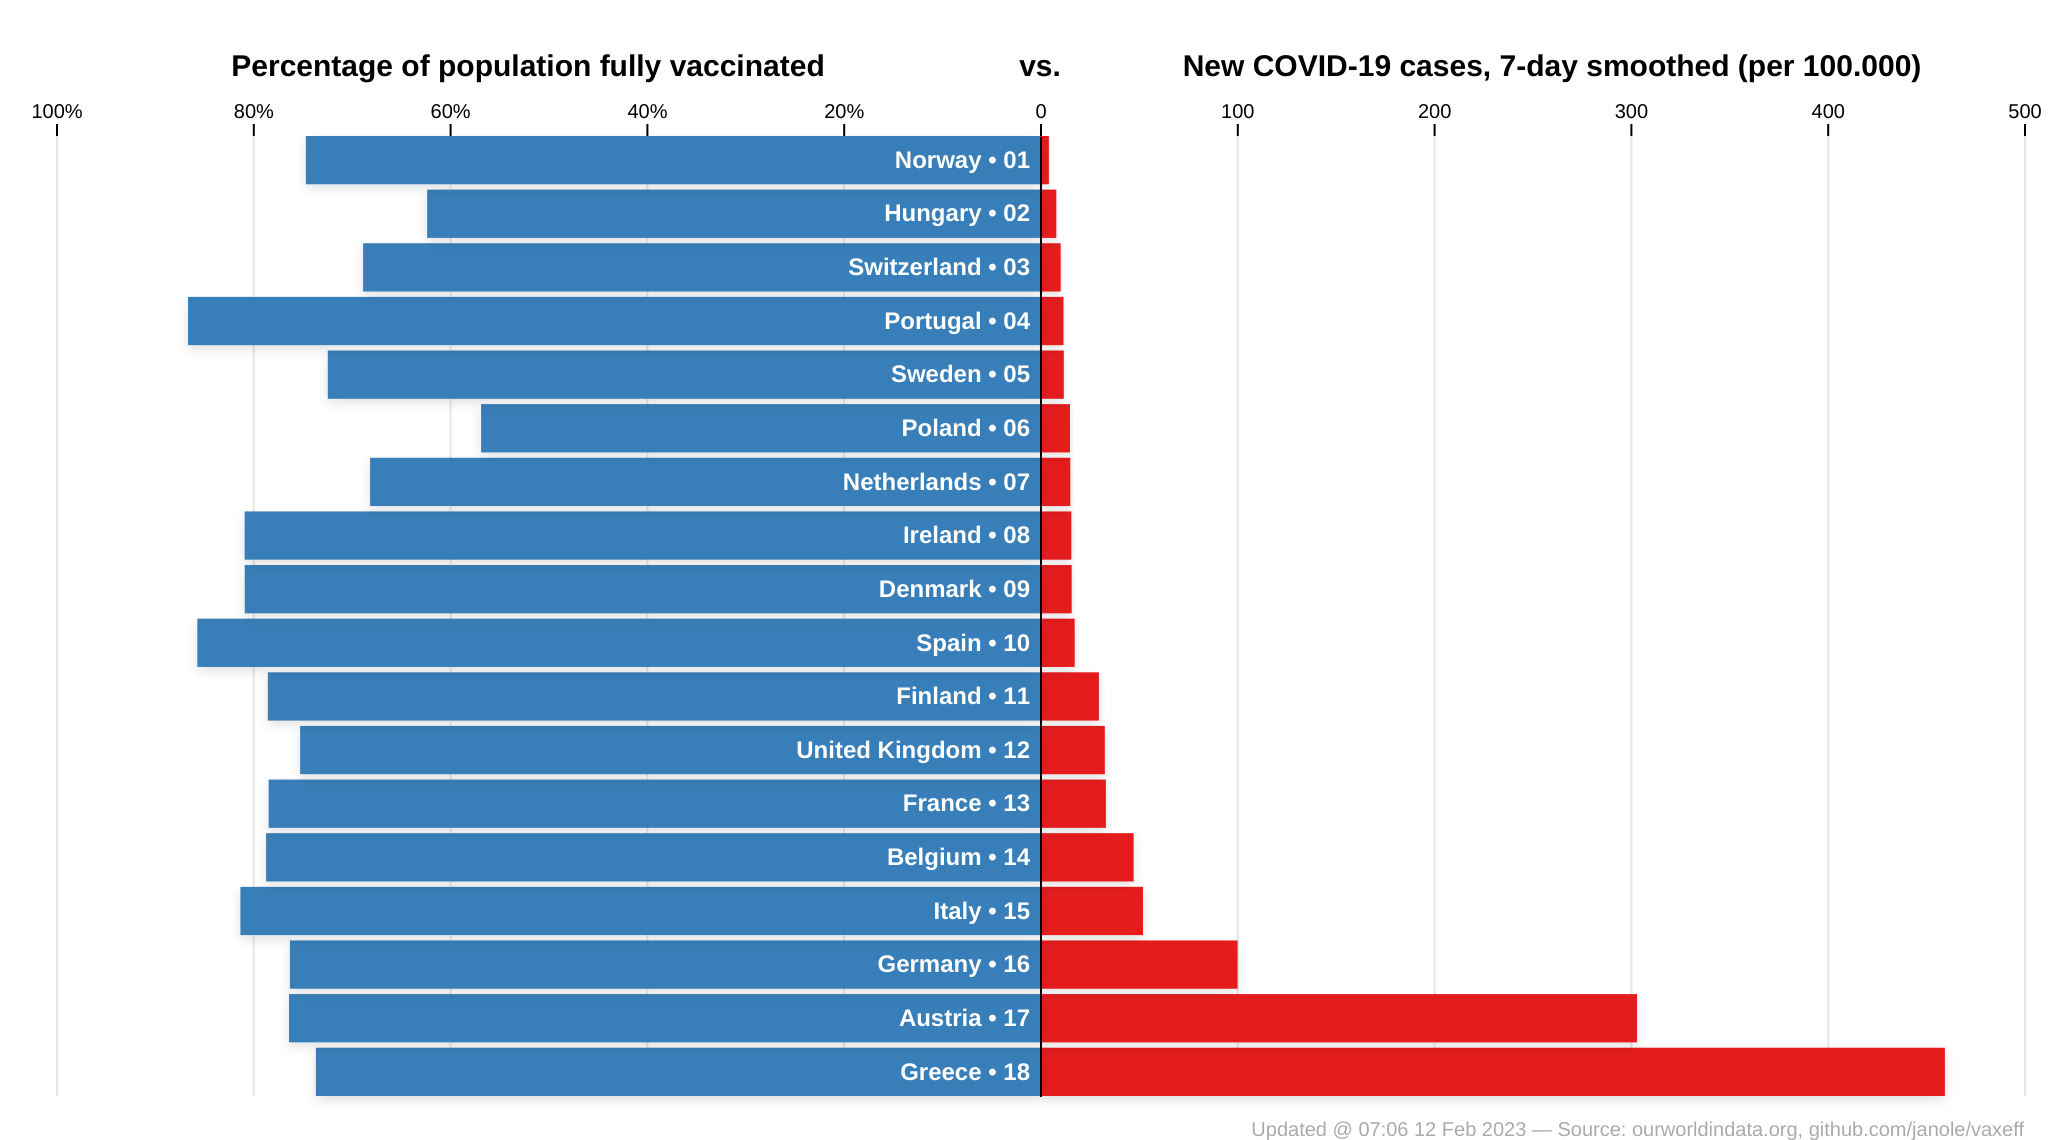 Percentage of population fully vaccinated vs. New COVID-19 cases, 7-day smoothed (per 100.000)
100% 80% 60% 40% 20% 0 100 200 300 400 500
Norway • 01
Hungary • 02
Switzerland • 03
Portugal • 04
Sweden • 05
Poland • 06
Netherlands • 07
Ireland • 08
Denmark • 09
Spain • 10
Finland • 11
United Kingdom • 12
France • 13
Belgium • 14
Italy • 15
Germany • 16
Austria • 17
Greece • 18
Updated @ 07:06 12 Feb 2023 — Source: ourworldindata.org, github.com/janole/vaxeff